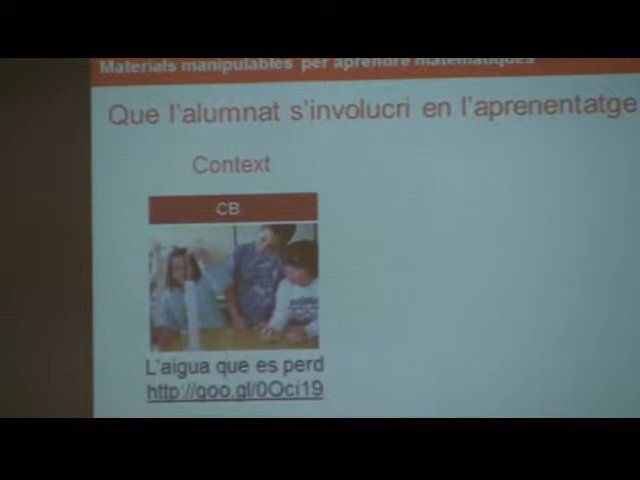 Materials manipulables per aprendre matemàtiques
Que l'alumnat s'involucri en l'aprenentatge
Context
CB
L'aigua que es perd
http://goo.gl/0Oci19